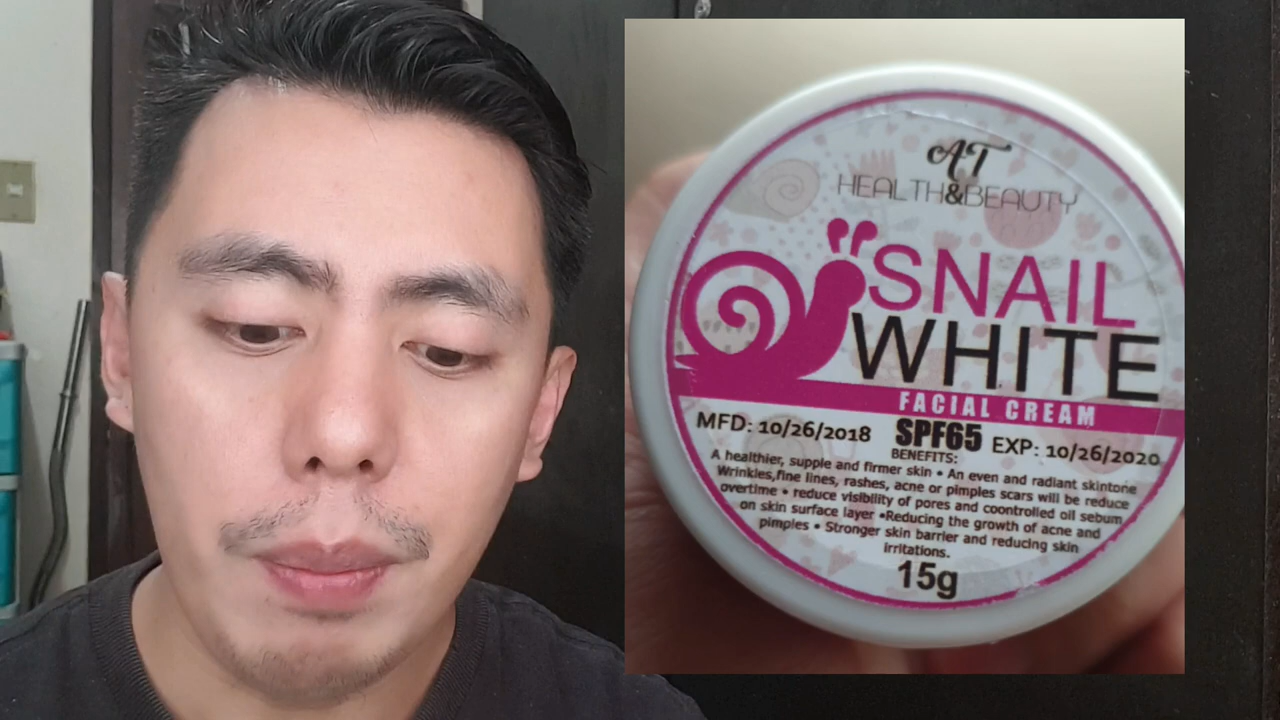 AT
HEALTH&BEAUTY
SNAIL
WHITE
FACIAL CREAM
MFD: 10/26/2018 SPF65 EXP: 10/26/2020
BENEFITS:
A healthier, supple and firmer skin • An even and radiant skintone
Wrinkles,fine lines, rashes, acne or pimples scars will be reduce
overtime • reduce visibility of pores and coontrolled oil sebum
on skin surface layer •Reducing the growth of acne and
pimples • Stronger skin barrier and reducing skin
irritations.
15g